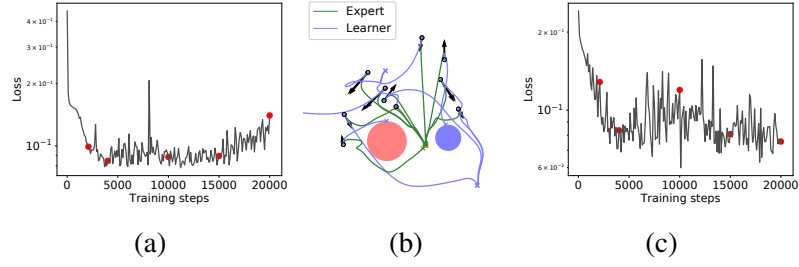 4 × 10⁻¹
3 × 10⁻¹
2 × 10⁻¹
10⁻¹
Loss
0 5000 10000 15000 20000
Training steps
(a)
Expert
Learner
(b)
2 × 10⁻¹
10⁻¹
6 × 10⁻²
Loss
0 5000 10000 15000 20000
Training steps
(c)